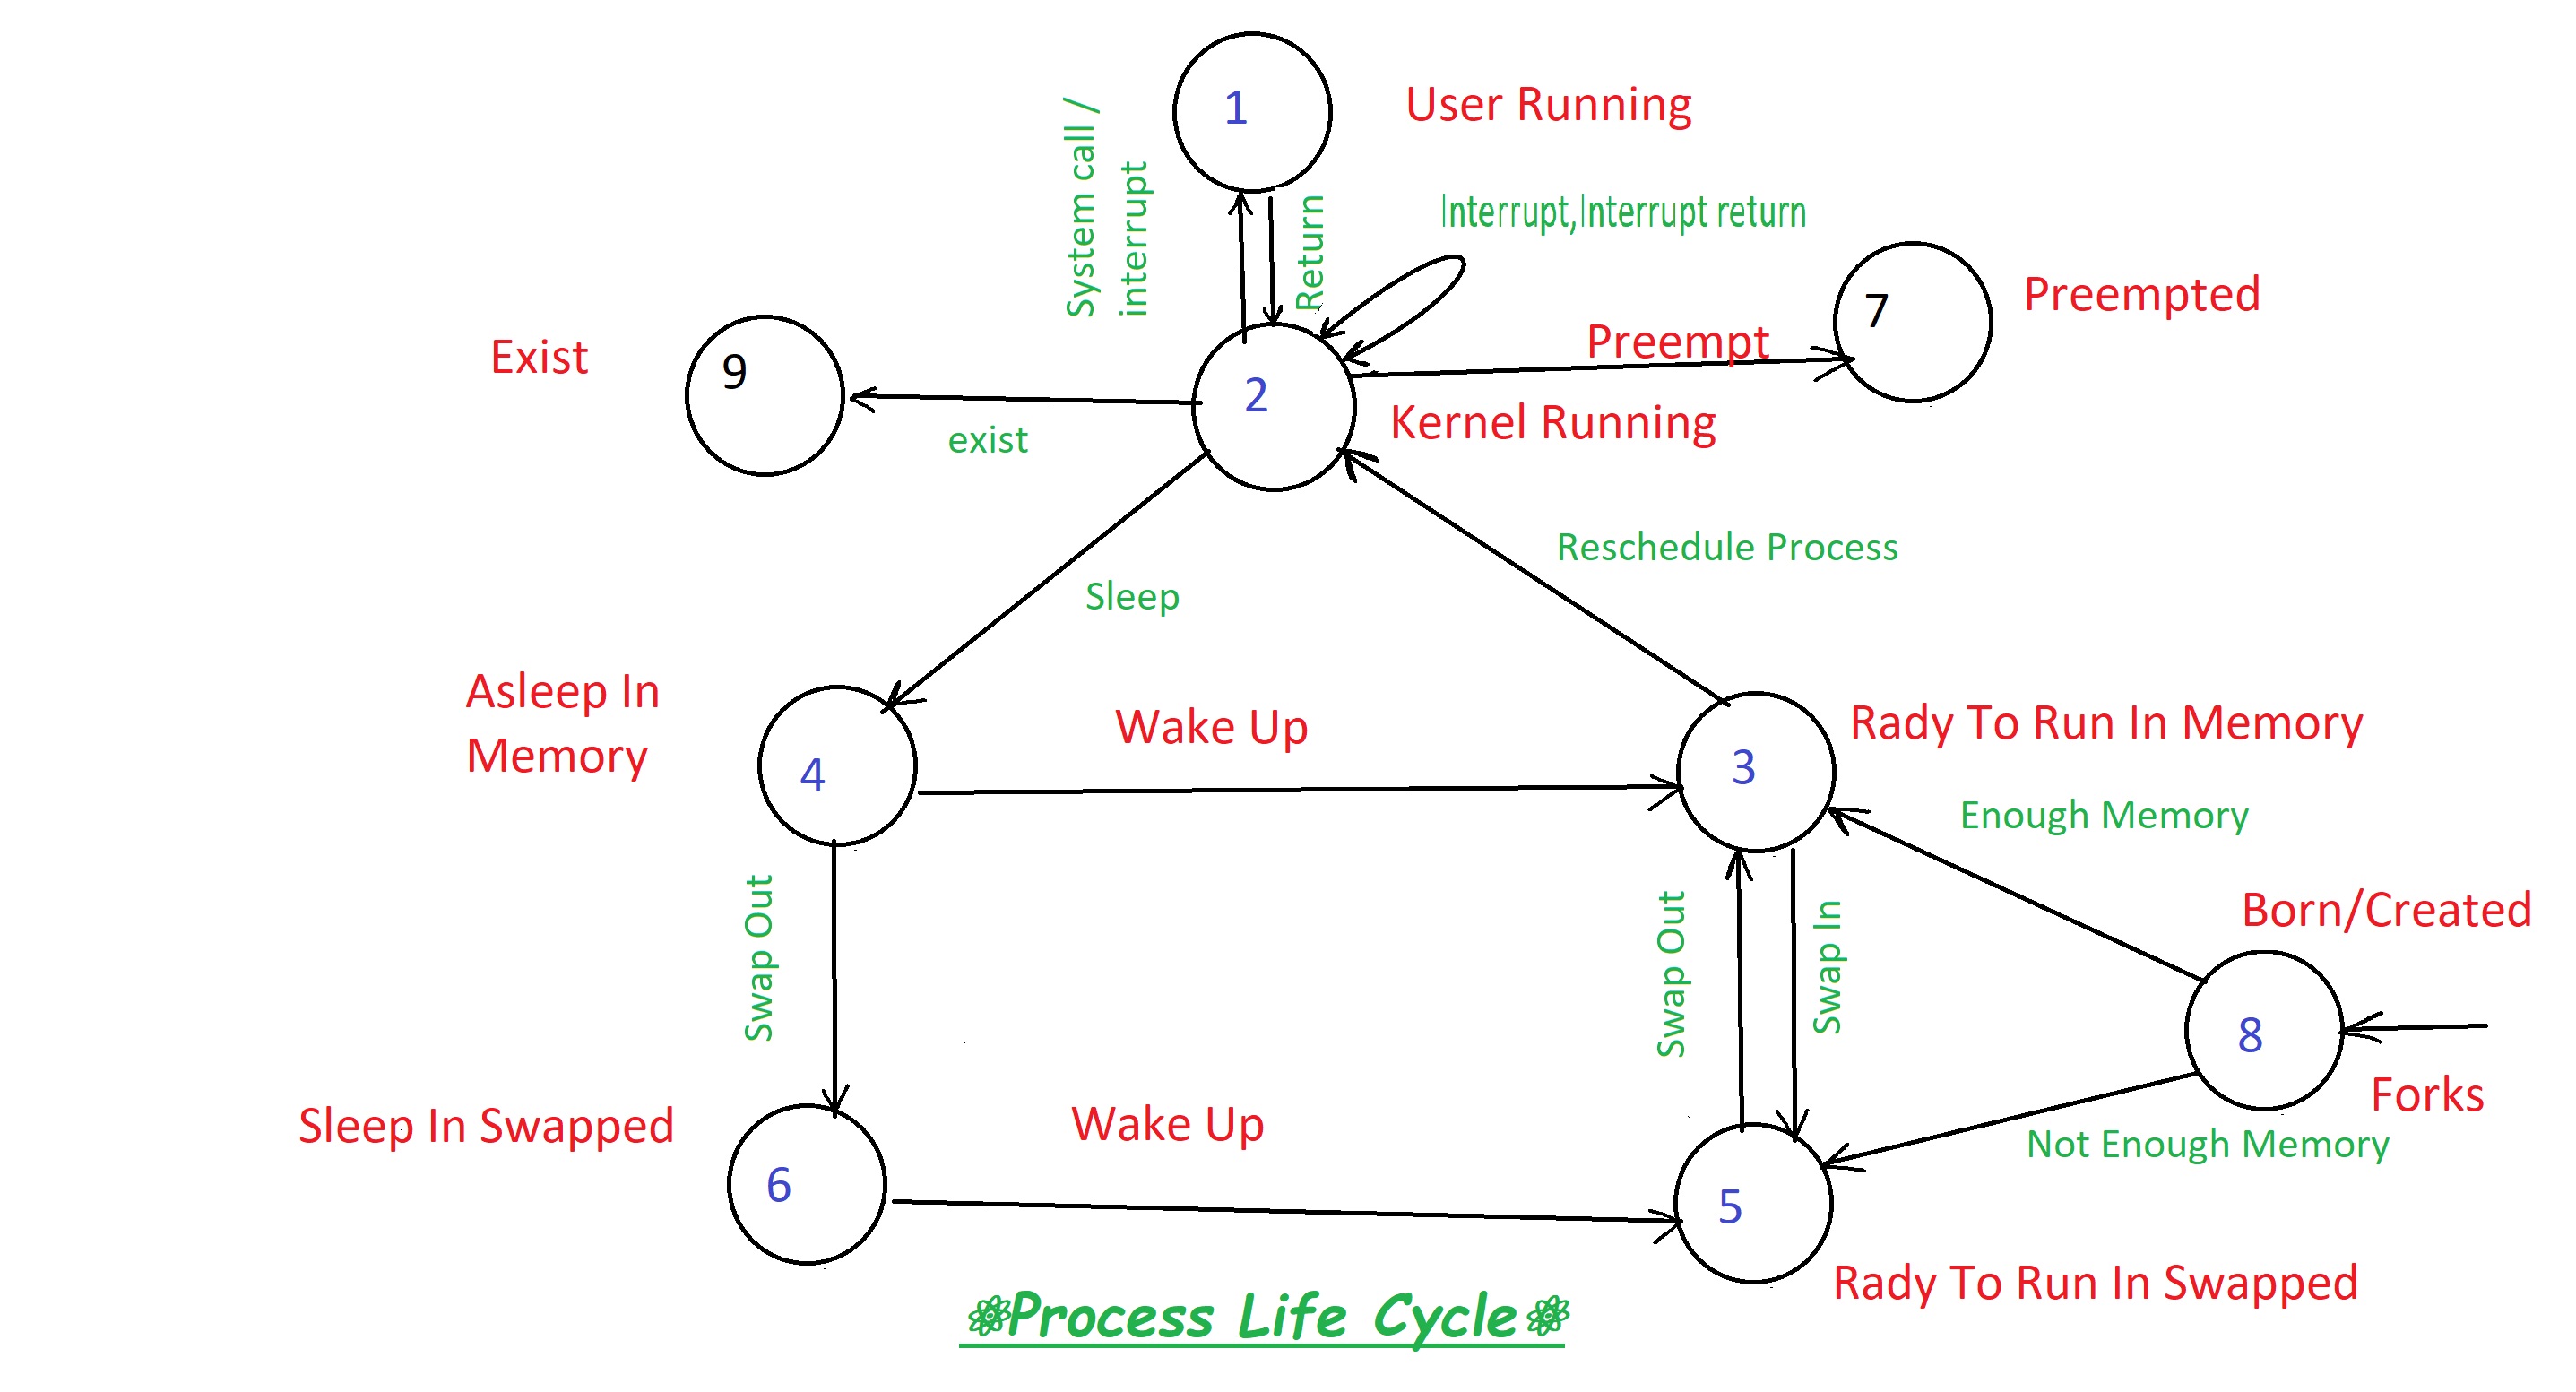 1
User Running
System call /
interrupt
Return
Interrupt,Interrupt return
7
Preempted
Preempt
Exist
9
2
Kernel Running
exist
Reschedule Process
Sleep
Asleep In
Memory
4
Wake Up
3
Rady To Run In Memory
Enough Memory
Swap Out
Swap Out
Swap In
Born/Created
8
Forks
Not Enough Memory
Sleep In Swapped
6
Wake Up
5
Rady To Run In Swapped
Process Life Cycle